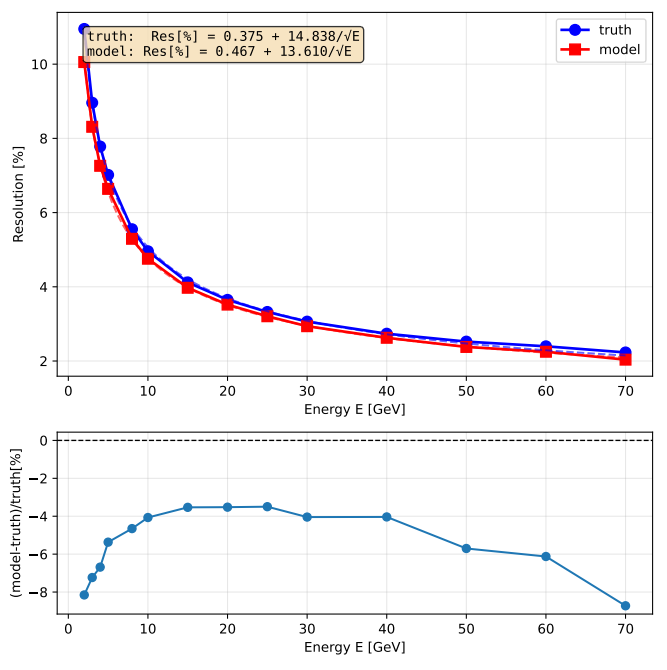 truth:  Res[%] = 0.375 + 14.838/√E
model: Res[%] = 0.467 + 13.610/√E
truth
model
Resolution [%]
10
8
6
4
2
0 10 20 30 40 50 60 70
Energy E [GeV]
(model-truth)/truth[%]
0
−2
−4
−6
−8
0 10 20 30 40 50 60 70
Energy E [GeV]